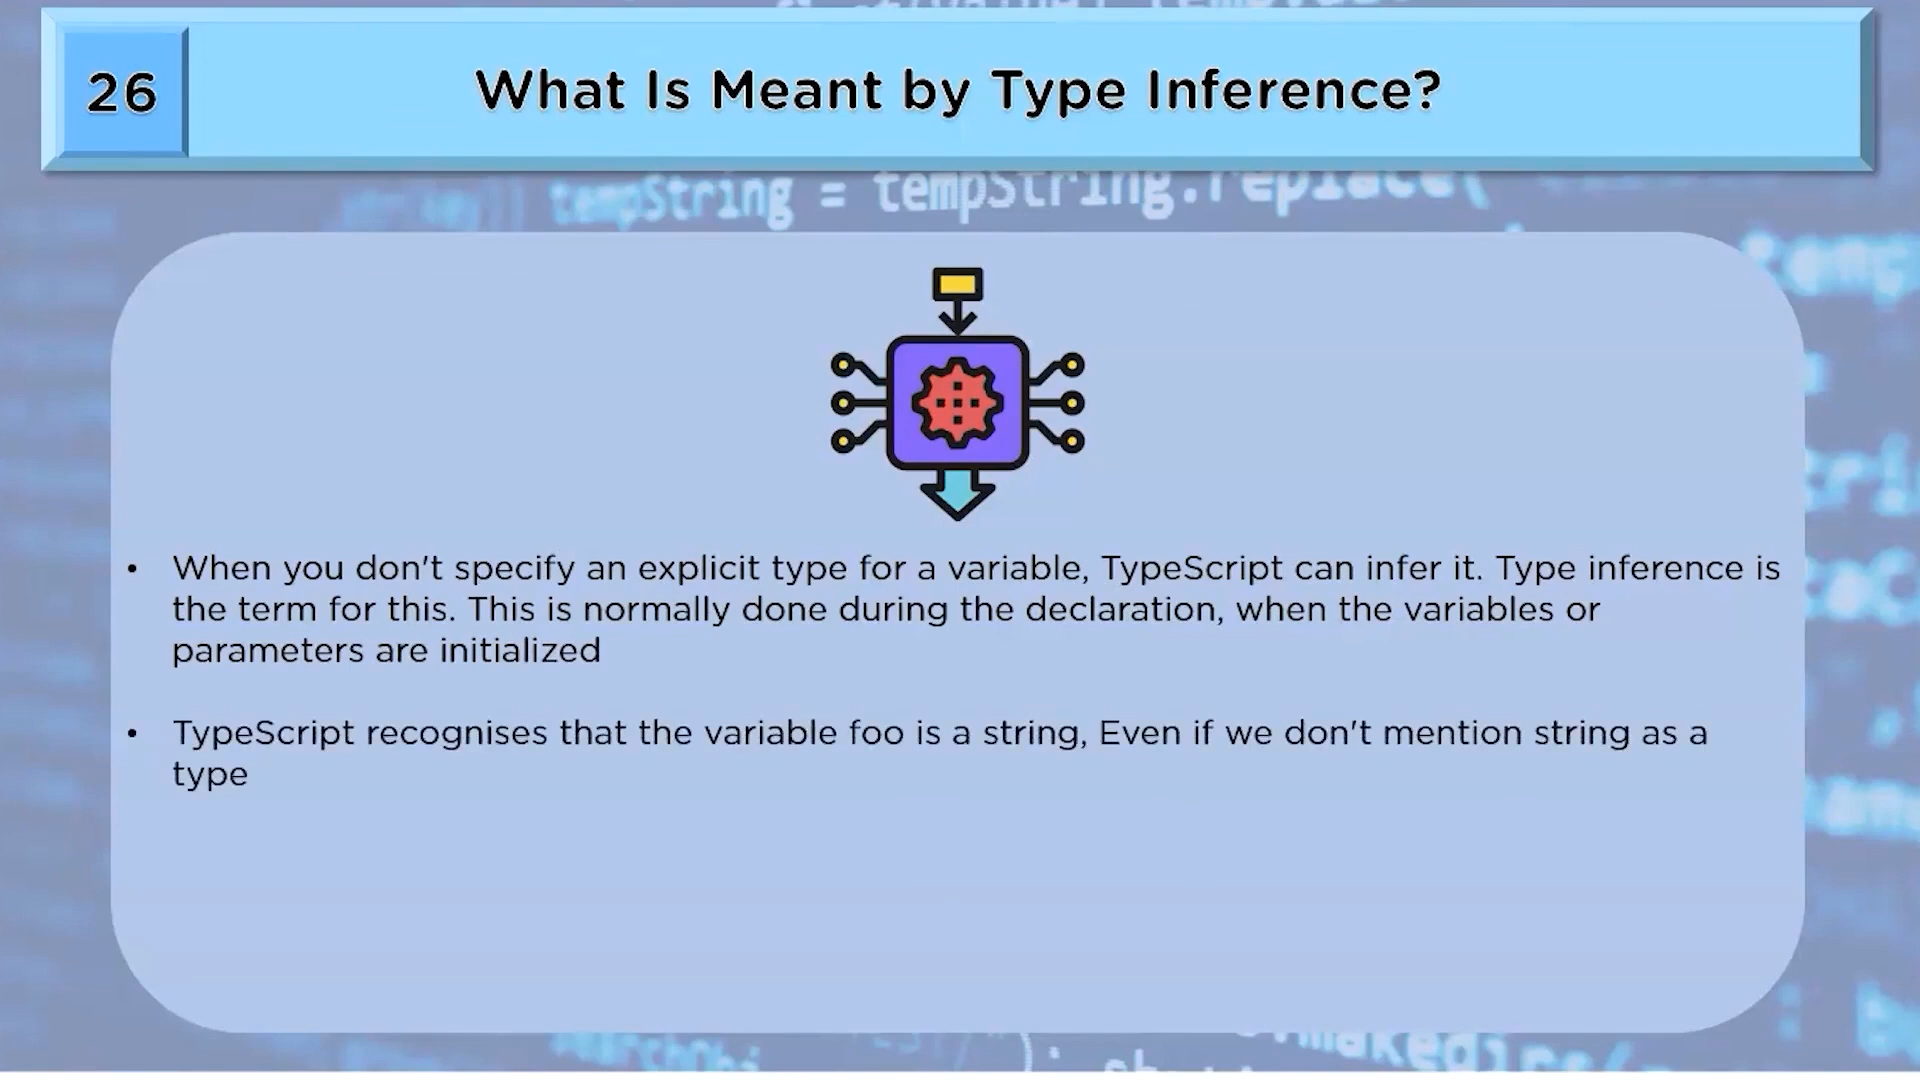 26
What Is Meant by Type Inference?
tempString = tempString.replace(
• When you don't specify an explicit type for a variable, TypeScript can infer it. Type inference is
the term for this. This is normally done during the declaration, when the variables or
parameters are initialized
• TypeScript recognises that the variable foo is a string, Even if we don't mention string as a
type